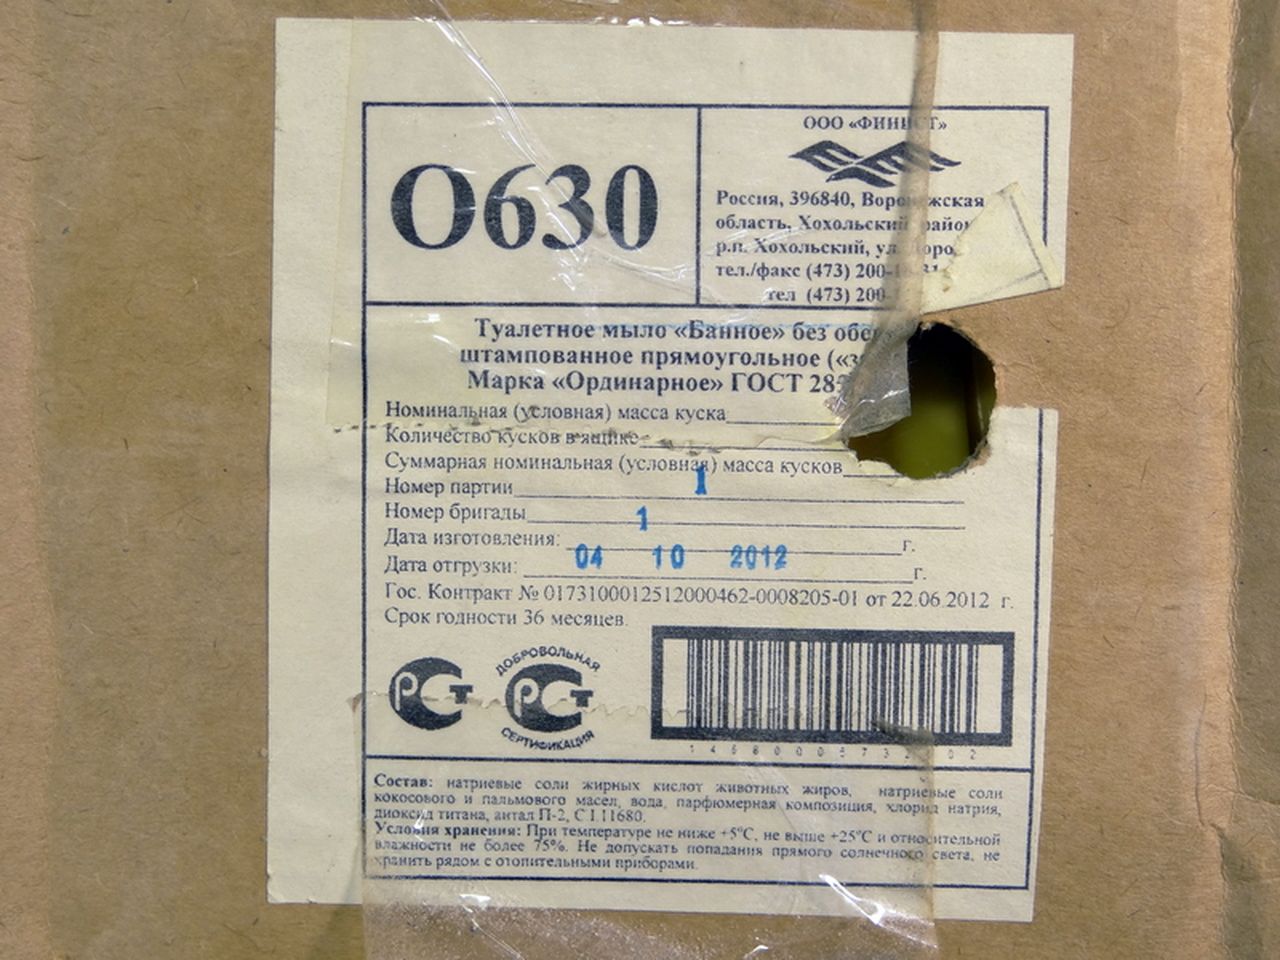 О630
ООО «ФИНИСТ»
Россия, 396840, Воронежская
область, Хохольский район
р.п. Хохольский, ул.
тел./факс (473) 200-
тел (473) 200-
Туалетное мыло «Банное» без
штампованное прямоугольное
Марка «Ординарное» ГОСТ
Номинальная (условная) масса куска
Количество кусков в ящике
Суммарная номинальная (условная) масса кусков
Номер партии 1
Номер бригады 1
Дата изготовления: г.
04 10 2012
Дата отгрузки: г.
Гос. Контракт № 0173100012512000462-0008205-01 от 22.06.2012 г.
Срок годности 36 месяцев.
РСТ
ДОБРОВОЛЬНАЯ
РСТ
СЕРТИФИКАЦИЯ
Состав: натриевые соли жирных кислот животных жиров, натриевые соли
кокосового и пальмового масел, вода, парфюмерная композиция, хлорид натрия,
диоксид титана, антал П-2, C I.11680.
Условия хранения: При температуре не ниже +5°С, не выше +25°С и относительной
влажности не более 75%. Не допускать попадания прямого солнечного света, не
хранить рядом с отопительными приборами.